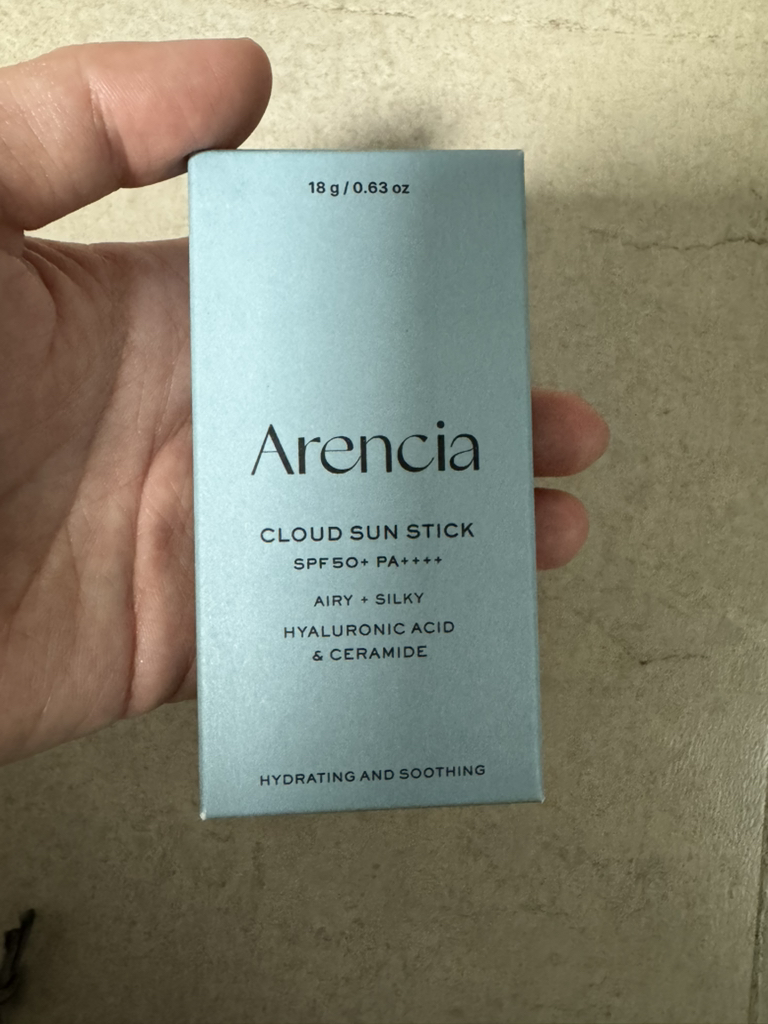 18 g / 0.63 oz
Arencia
CLOUD SUN STICK
SPF50+ PA++++
AIRY + SILKY
HYALURONIC ACID
& CERAMIDE
HYDRATING AND SOOTHING